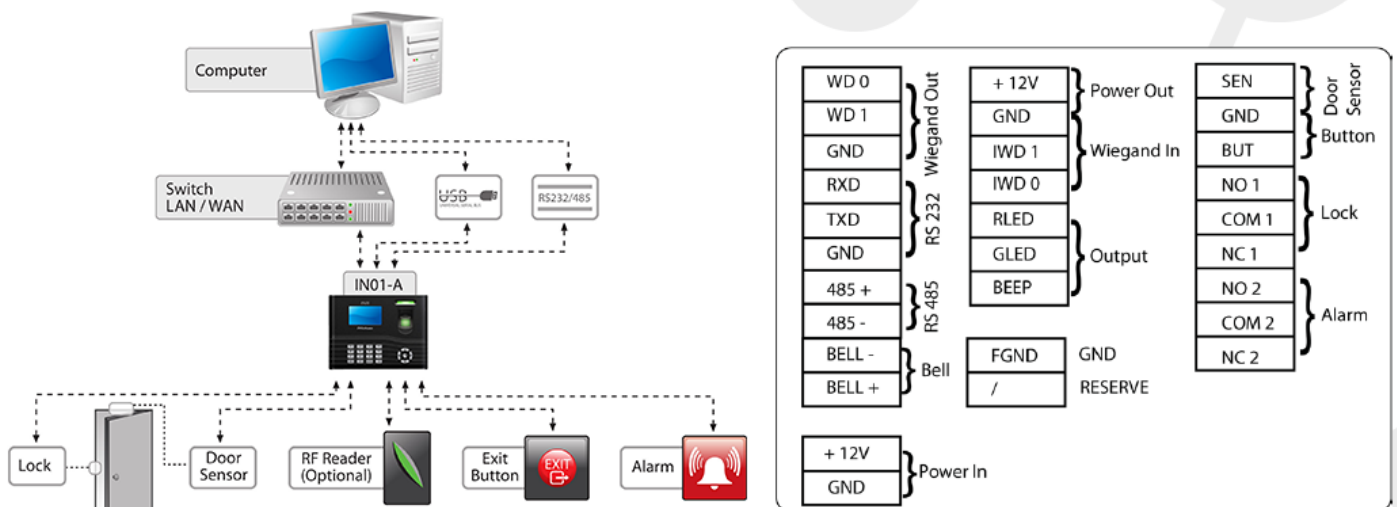 Computer
Switch
LAN / WAN
USB
RS232/485
IN01-A
Lock
Door
Sensor
RF Reader
(Optional)
Exit
Button
EXIT
Alarm
WD 0
WD 1
GND
Wiegand Out
RXD
TXD
GND
RS 232
485 +
485 -
RS 485
BELL -
BELL +
Bell
+ 12V
GND
Power In
+ 12V
Power Out
GND
IWD 1
IWD 0
Wiegand In
RLED
GLED
BEEP
Output
FGND
GND
/
RESERVE
SEN
Door
Sensor
GND
BUT
Button
NO 1
COM 1
NC 1
Lock
NO 2
COM 2
NC 2
Alarm